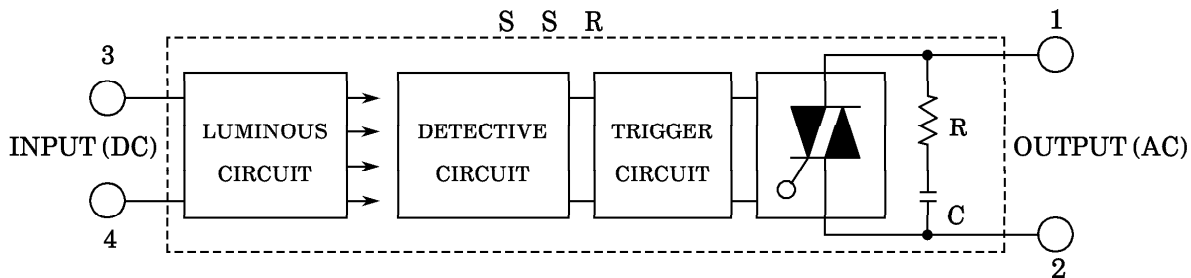 S S R
1
3
INPUT (DC)
4
LUMINOUS
CIRCUIT
DETECTIVE
CIRCUIT
TRIGGER
CIRCUIT
R
C
OUTPUT (AC)
2